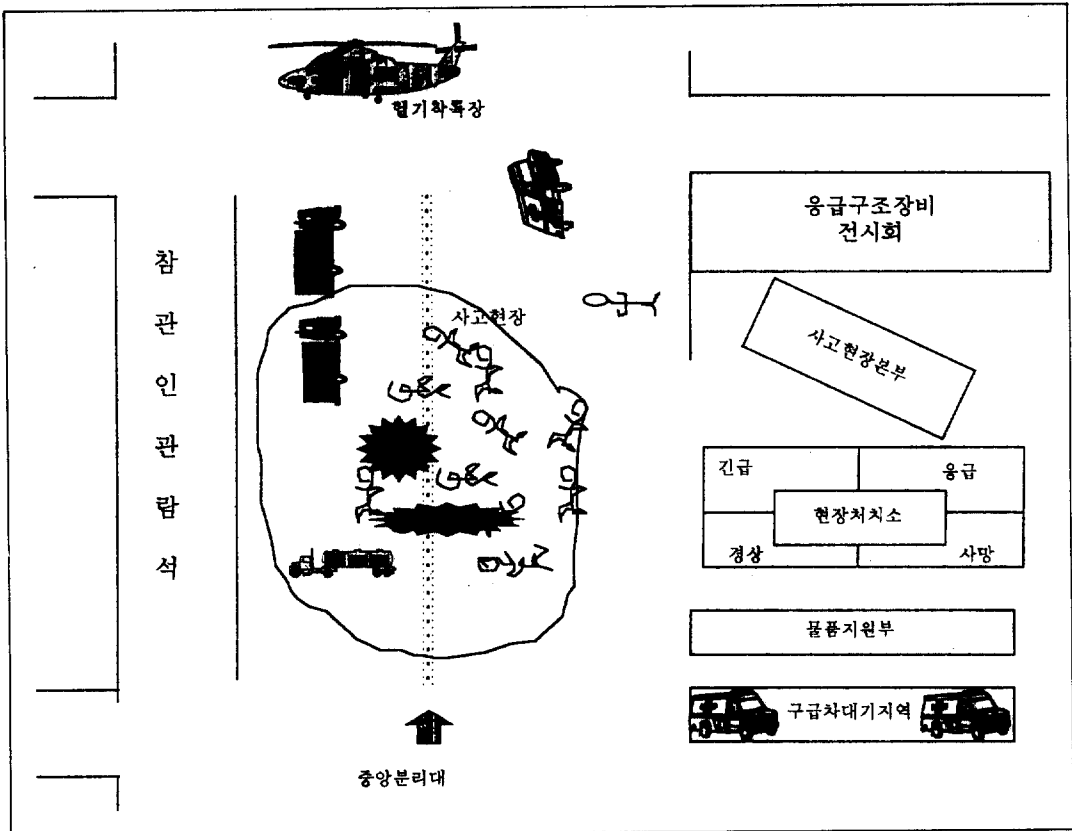 헬기착륙장
응급구조장비
전시회
참관인관람석
사고현장
사고현장본부
긴급
응급
현장처치소
경상
사망
물품지원부
구급차대기지역
중앙분리대